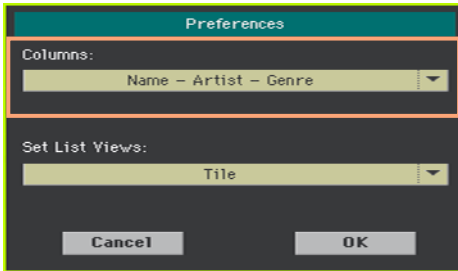 Preferences
Columns:
Name - Artist - Genre
Set List Views:
Tile
Cancel OK